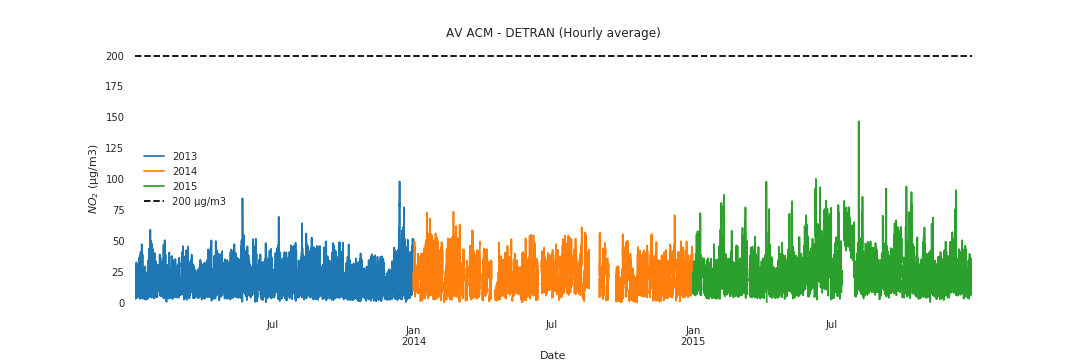 AV ACM - DETRAN (Hourly average)
200
175
150
125
100
75
50
25
0
NO2 (µg/m3)
2013
2014
2015
200 µg/m3
Jul
Jan
2014
Jul
Jan
2015
Jul
Date